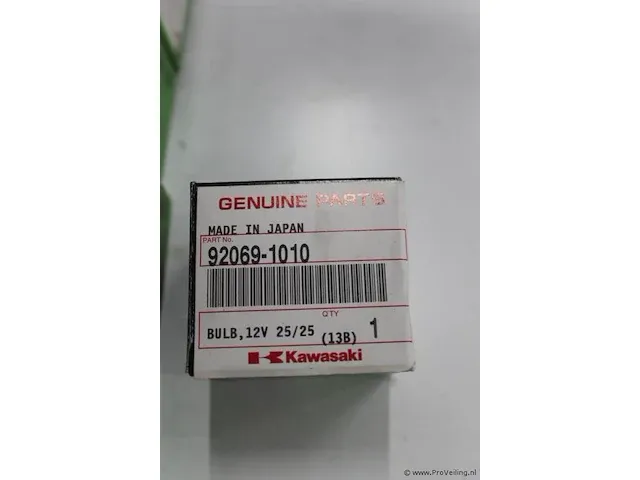 GENUINE PARTS
MADE IN JAPAN
PART No.
92069-1010
QTY
BULB,12V 25/25 (13B) 1
Kawasaki
© www.ProVeiling.nl